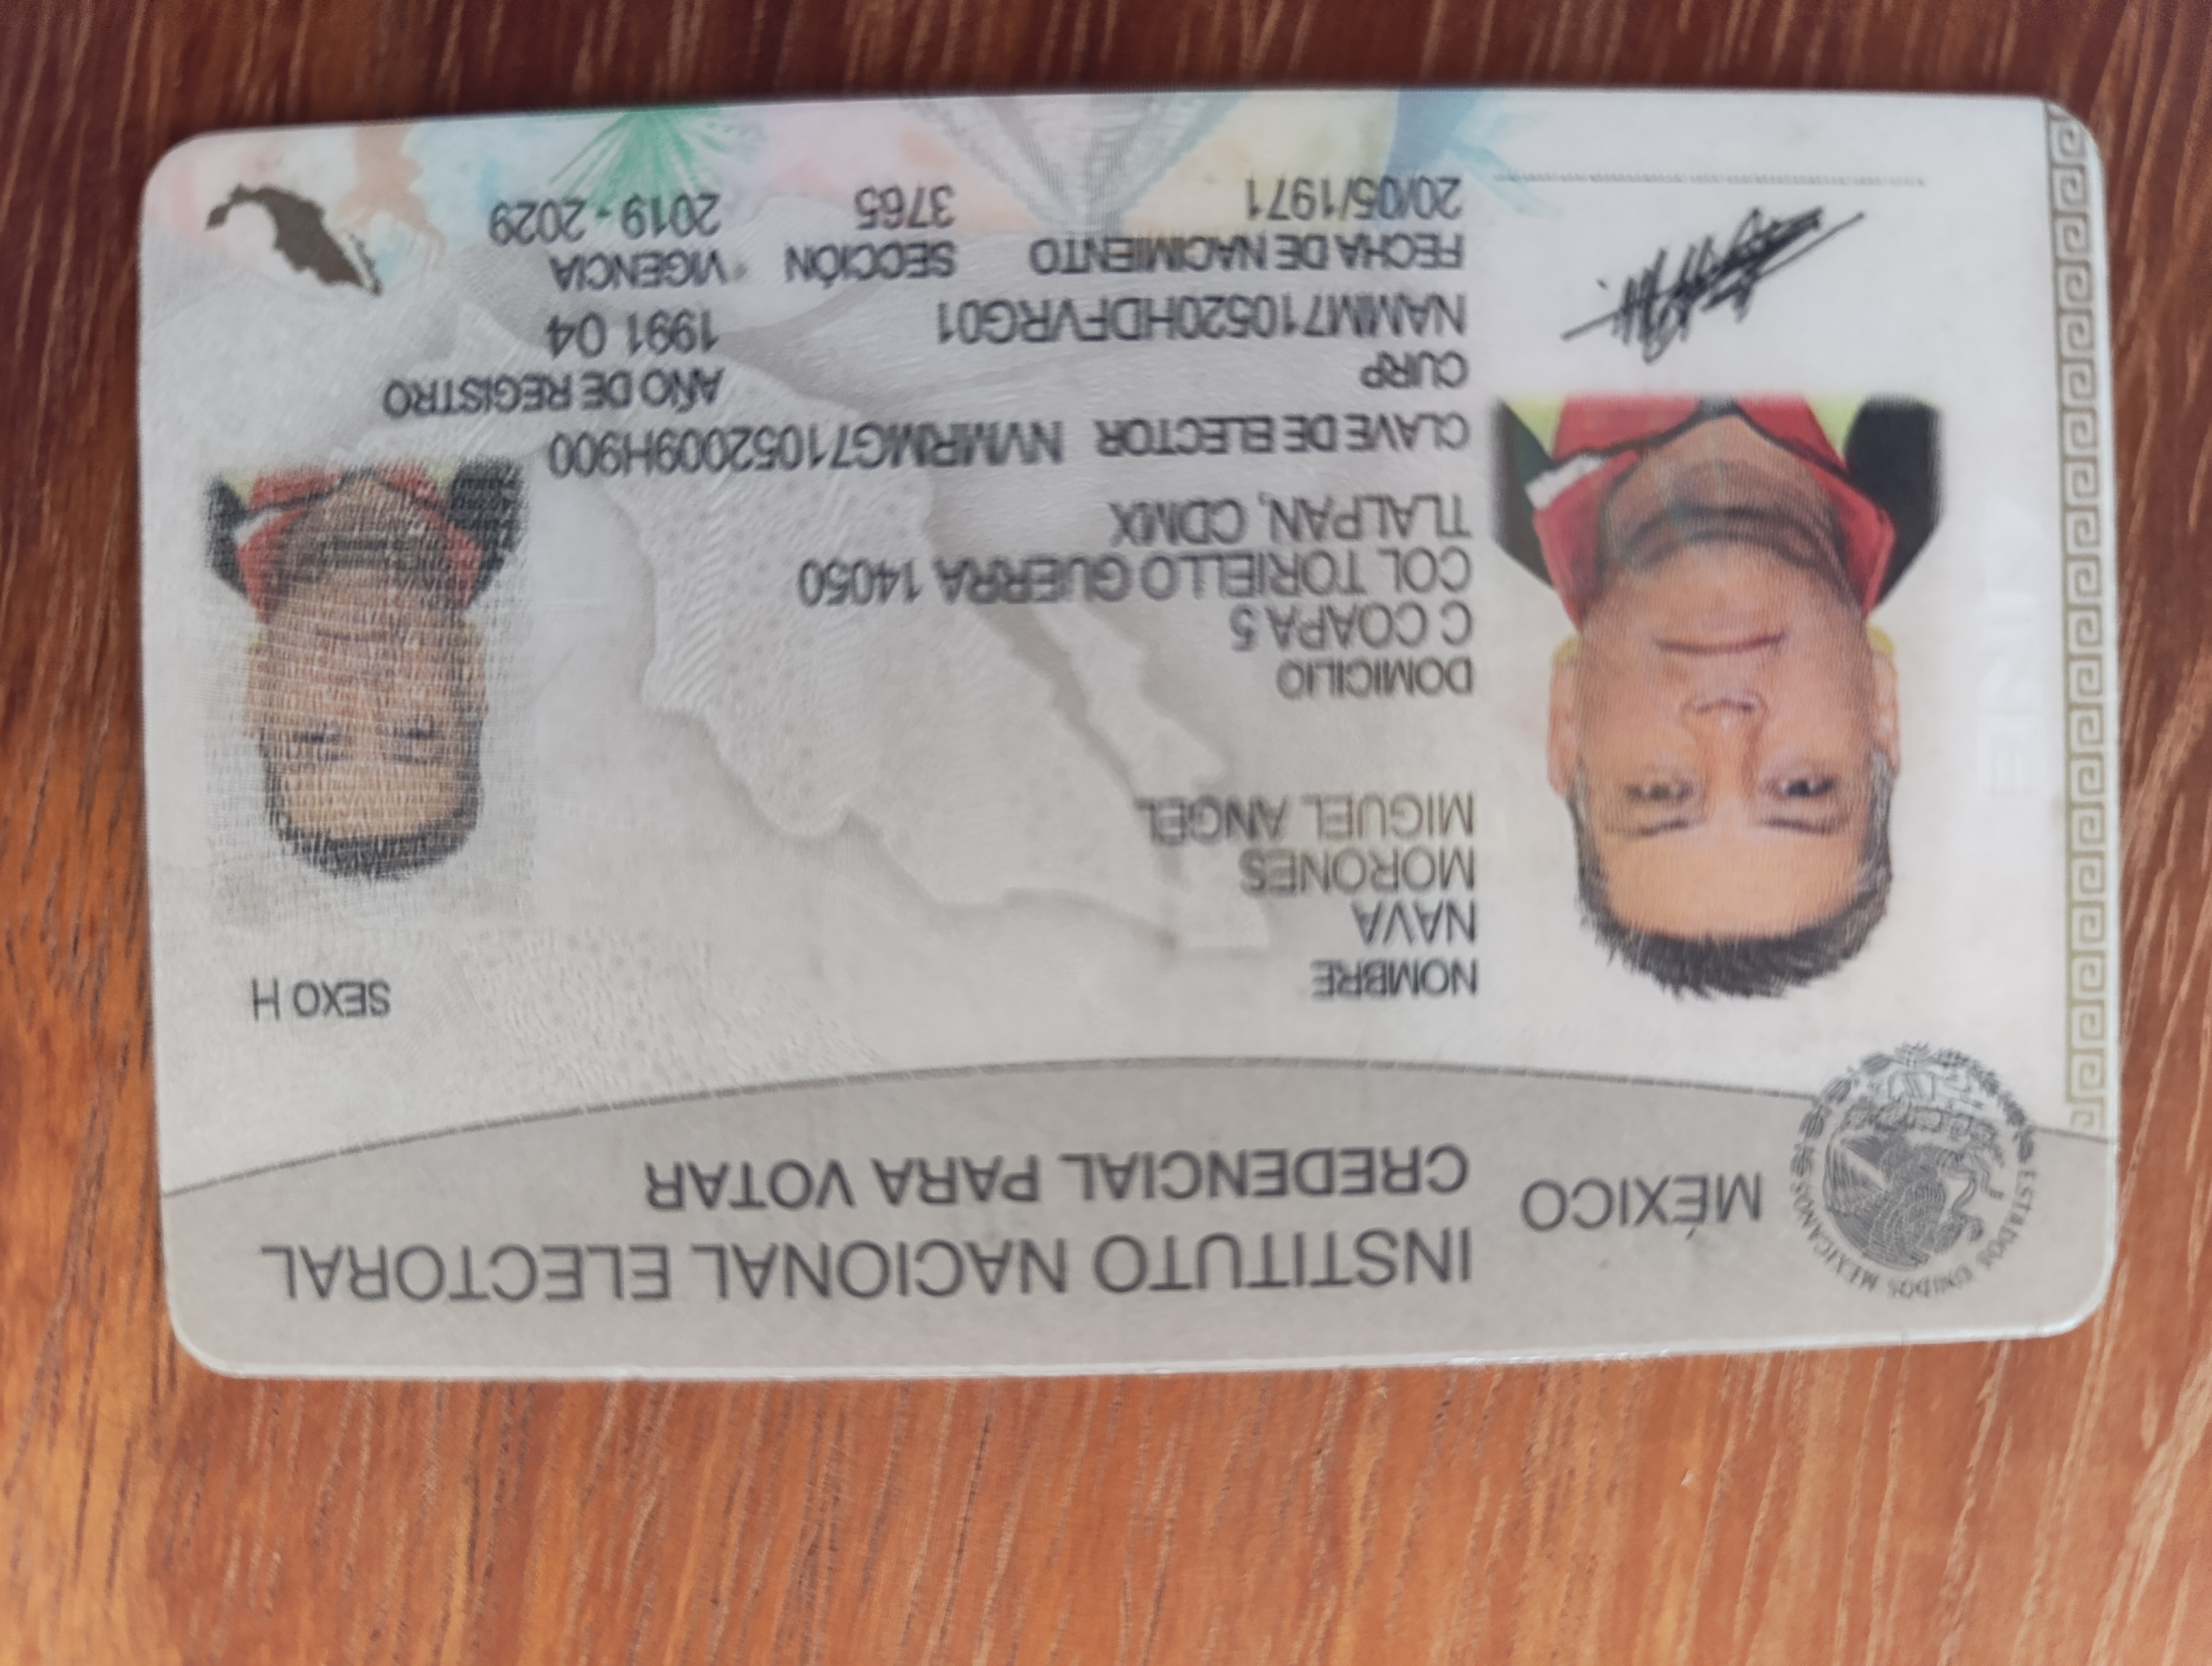 MÉXICO
INSTITUTO NACIONAL ELECTORAL
CREDENCIAL PARA VOTAR
ESTADOS UNIDOS MEXICANOS
NOMBRE
NAVA
MORONES
MIGUEL ANGEL
SEXO H
DOMICILIO
C COAPA 5
COL TORIELLO GUERRA 14050
TLALPAN, CDMX
CLAVE DE ELECTOR NVMRMG71052009H900
CURP
NAMM710520HDFVRG01
AÑO DE REGISTRO
1991 04
FECHA DE NACIMIENTO
20/05/1971
SECCIÓN
3765
VIGENCIA
2019 - 2029
INE